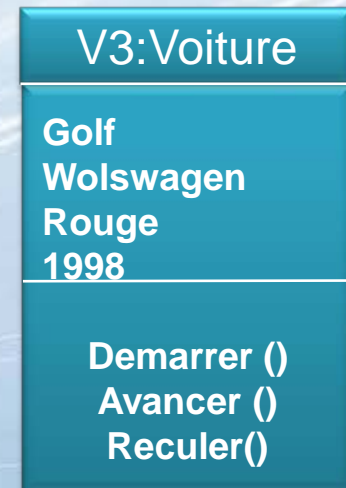 V3:Voiture
Golf
Wolswagen
Rouge
1998
Demarrer ()
Avancer ()
Reculer()